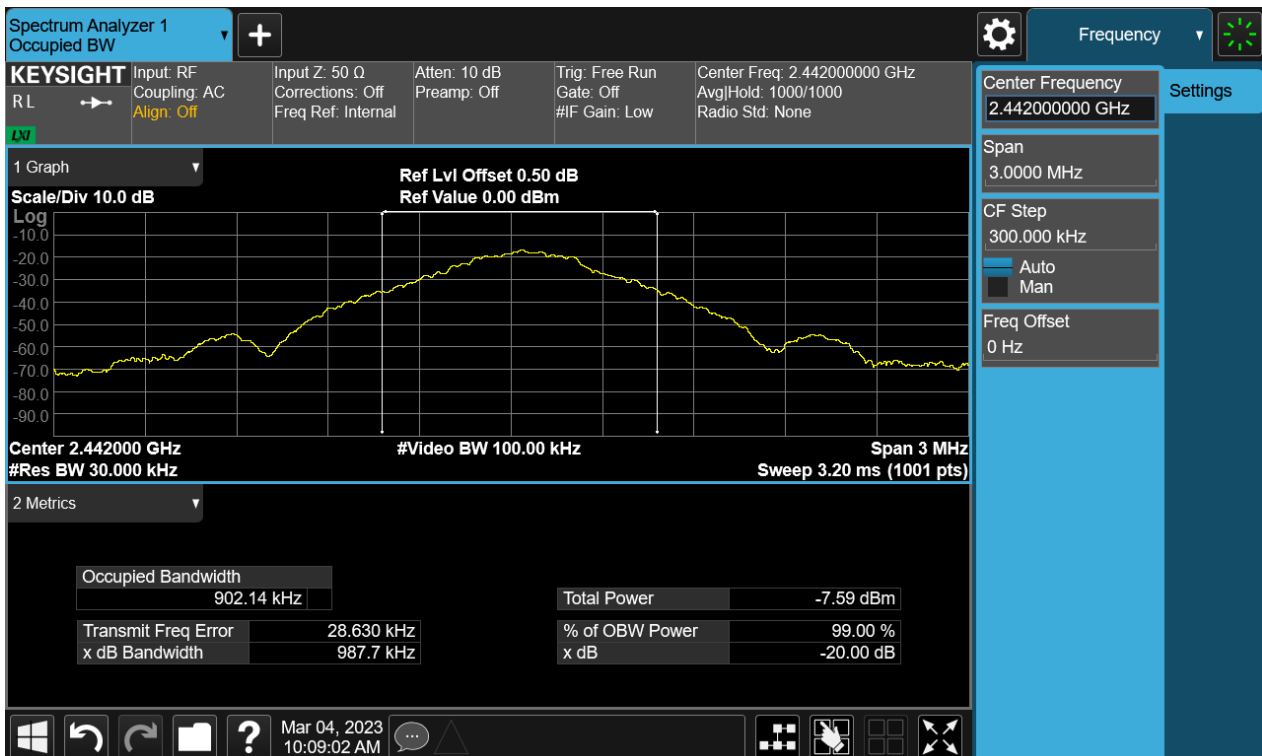 Spectrum Analyzer 1
Occupied BW
+
Frequency
KEYSIGHT
R L
LXI
Input: RF
Coupling: AC
Align: Off
Input Z: 50 Ω
Corrections: Off
Freq Ref: Internal
Atten: 10 dB
Preamp: Off
Trig: Free Run
Gate: Off
#IF Gain: Low
Center Freq: 2.442000000 GHz
Avg|Hold: 1000/1000
Radio Std: None
Center Frequency
2.442000000 GHz
Settings
Span
3.0000 MHz
CF Step
300.000 kHz
Auto
Man
Freq Offset
0 Hz
1 Graph
Scale/Div 10.0 dB
Ref Lvl Offset 0.50 dB
Ref Value 0.00 dBm
Log
-10.0
-20.0
-30.0
-40.0
-50.0
-60.0
-70.0
-80.0
-90.0
Center 2.442000 GHz
#Video BW 100.00 kHz
Span 3 MHz
#Res BW 30.000 kHz
Sweep 3.20 ms (1001 pts)
2 Metrics
Occupied Bandwidth
902.14 kHz
Total Power -7.59 dBm
Transmit Freq Error 28.630 kHz
% of OBW Power 99.00 %
x dB Bandwidth 987.7 kHz
x dB -20.00 dB
?
Mar 04, 2023
10:09:02 AM